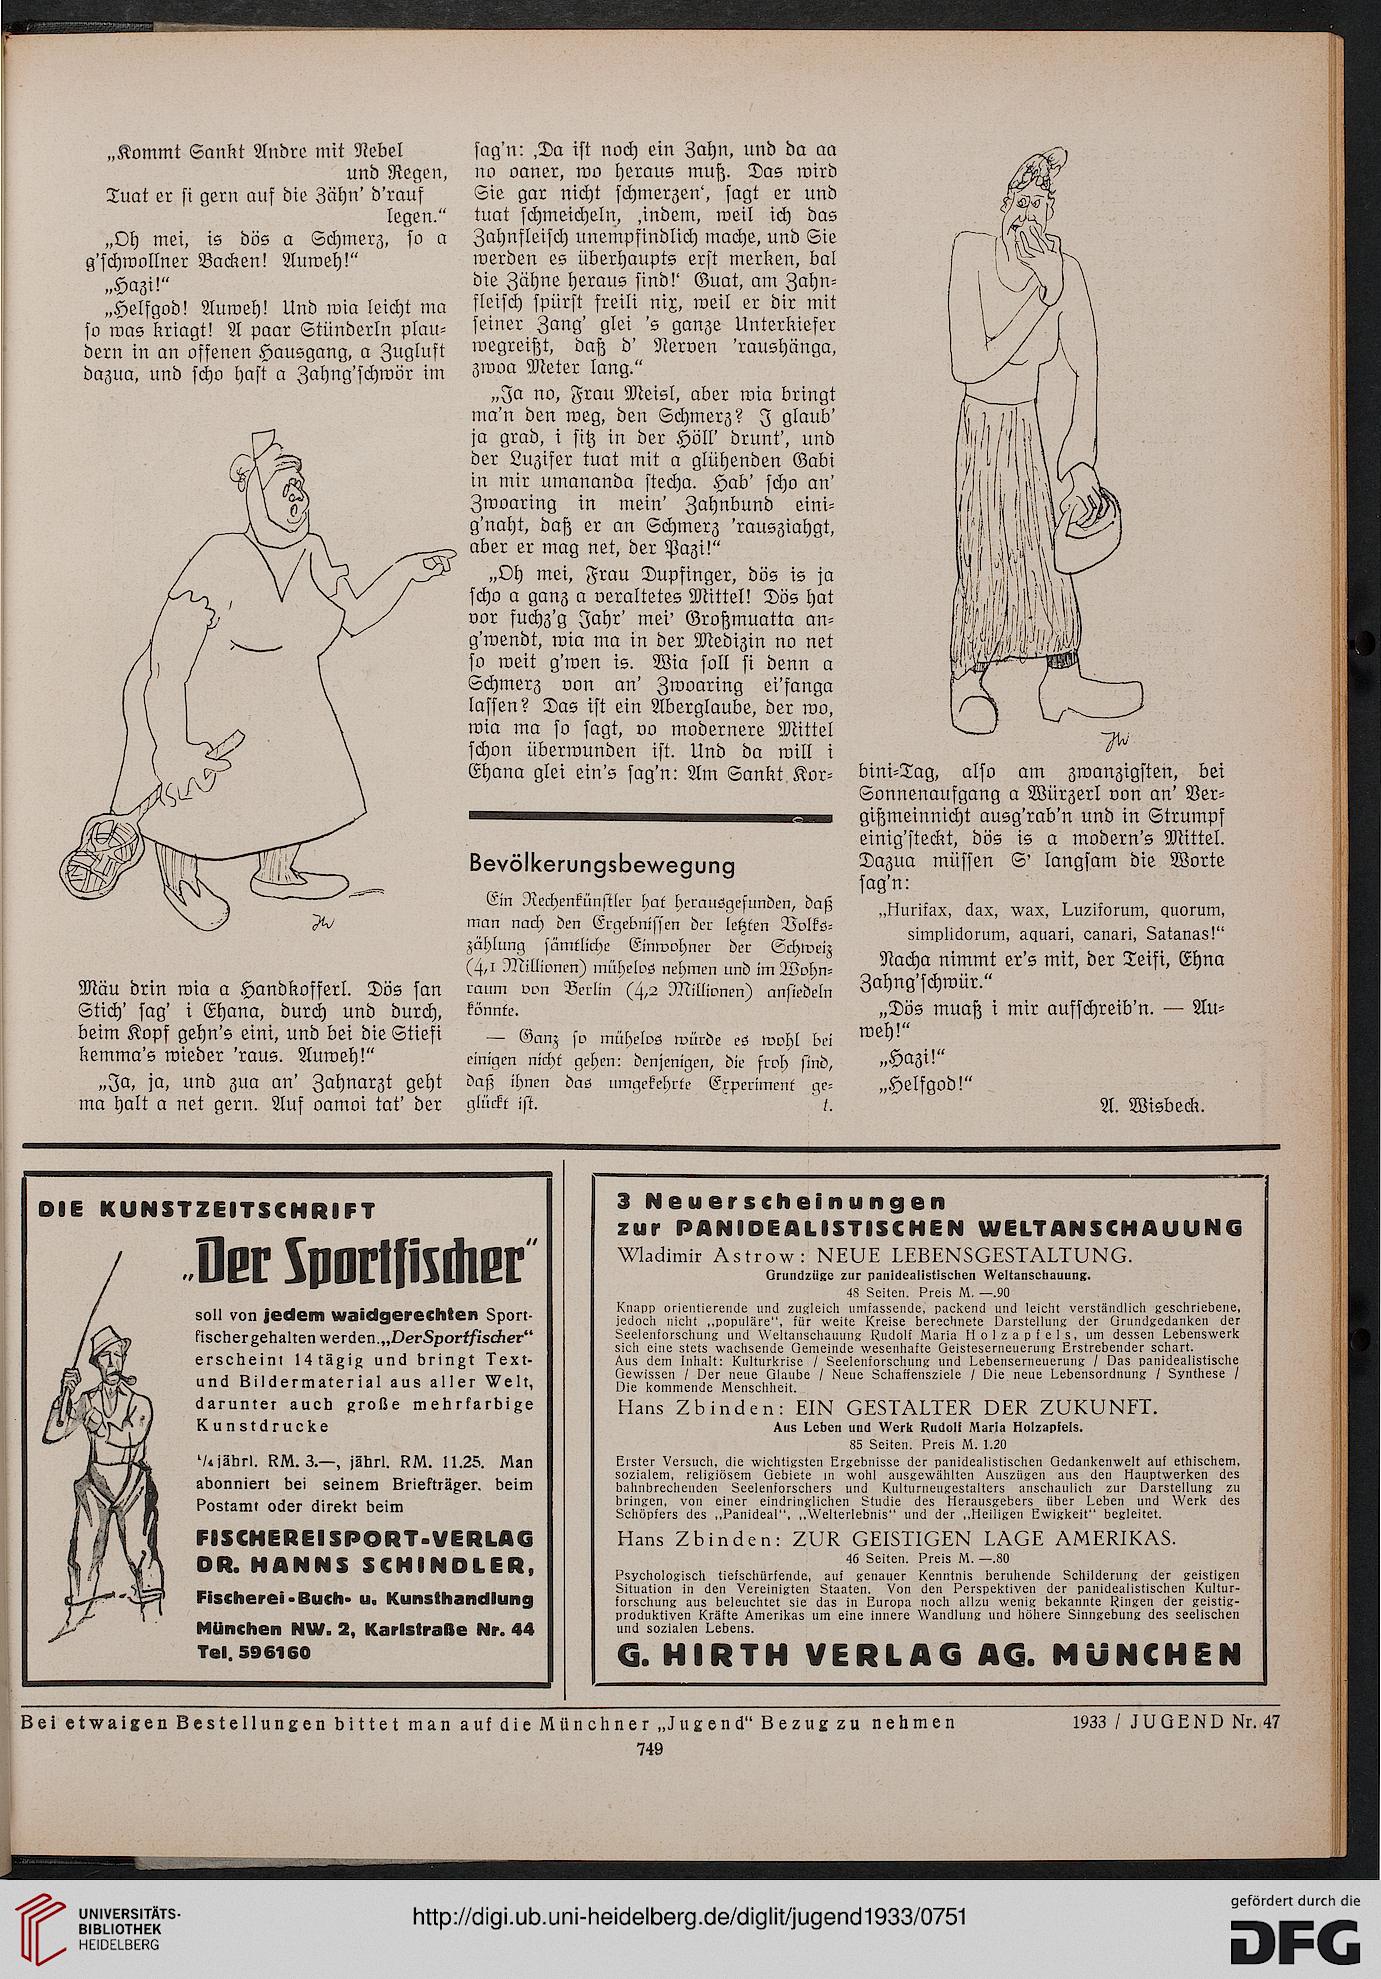 „Kommt Sankt Andre mit Nebel
und Regen,
Tuat er si gern auf die Zähn' d'rauf
legen.“
„Oh mei, is dös a Schmerz, so a
g'schwollner Backen! Auweh!“
„Hazi!“
„Helfgod! Auweh! Und wia leicht ma
so was kriagt! A paar Stünderln plau-
dern in an offenen Hausgang, a Zugluft
dazua, und scho hast a Zahng'schwör im
Mäu drin wia a Handkofferl. Dös san
Stich' sag' i Ehana, durch und durch,
beim Kopf gehn's eini, und bei die Stiefi
kemma's wieder 'raus. Auweh!“
„Ja, ja, und zua an' Zahnarzt geht
ma halt a net gern. Auf oamoi tat' der
sag'n: ‚Da ist noch ein Zahn, und da aa
no oaner, wo heraus muß. Das wird
Sie gar nicht schmerzen‘, sagt er und
tuat schmeicheln, ‚indem, weil ich das
Zahnfleisch unempfindlich mache, und Sie
werden es überhaupts erst merken, bal
die Zähne heraus sind!‘ Guat, am Zahn-
fleisch spürst freili nix, weil er dir mit
seiner Zang' glei 's ganze Unterkiefer
wegreißt, daß d' Nerven 'raushänga,
zwoa Meter lang.“
„Ja no, Frau Meisl, aber wia bringt
ma'n den weg, den Schmerz? I glaub'
ja grad, i sitz in der Höll' drunt', und
der Luzifer tuat mit a glühenden Gabi
in mir umananda stecha. Hab' scho an'
Zwoaring in mein' Zahnbund eini-
g'naht, daß er an Schmerz 'rausziahgt,
aber er mag net, der Pazi!“
„Oh mei, Frau Dupfinger, dös is ja
scho a ganz a veraltetes Mittel! Dös hat
vor fuchz'g Jahr' mei' Großmuatta an-
g'wendt, wia ma in der Medizin no net
so weit g'wen is. Wia soll si denn a
Schmerz von an' Zwoaring ei'fanga
lassen? Das ist ein Aberglaube, der wo,
wia ma so sagt, vo modernere Mittel
schon überwunden ist. Und da will i
Ehana glei ein's sag'n: Am Sankt Kor-
bini-Tag, also am zwanzigsten, bei
Sonnenaufgang a Würzerl von an' Ver-
gißmeinnicht ausg'rab'n und in Strumpf
einig'steckt, dös is a modern's Mittel.
Dazua müssen S' langsam die Worte
sag'n:
„Hurifax, dax, wax, Luziforum, quorum,
simplidorum, aquari, canari, Satanas!“
Nacha nimmt er's mit, der Teifi, Ehna
Zahng'schwür.“
„Dös muaß i mir aufschreib'n. — Au-
weh!“
„Hazi!“
„Helfgod!“
A. Wisbeck.
Bevölkerungsbewegung
Ein Rechenkünstler hat herausgefunden, daß
man nach den Ergebnissen der letzten Volks-
zählung sämtliche Einwohner der Schweiz
(4,1 Millionen) mühelos nehmen und im Wohn-
raum von Berlin (4,2 Millionen) ansiedeln
könnte.
— Ganz so mühelos würde es wohl bei
einigen nicht gehen: denjenigen, die froh sind,
daß ihnen das umgekehrte Experiment ge-
glückt ist. t.
JW
JW
DIE KUNSTZEITSCHRIFT
„Der Sportfischer“
soll von jedem waidgerechten Sport-
fischer gehalten werden. „Der Sportfischer“
erscheint 14tägig und bringt Text-
und Bildermaterial aus aller Welt,
darunter auch große mehrfarbige
Kunstdrucke
¼jährl. RM. 3.—, jährl. RM. 11.25. Man
abonniert bei seinem Briefträger, beim
Postamt oder direkt beim
FISCHEREISPORT-VERLAG
DR. HANNS SCHINDLER,
Fischerei-Buch- u. Kunsthandlung
München NW. 2, Karlstraße Nr. 44
Tel. 596160
3 Neuerscheinungen
zur PANIDEALISTISCHEN WELTANSCHAUUNG
Wladimir Astrow: NEUE LEBENSGESTALTUNG.
Grundzüge zur panidealistischen Weltanschauung.
48 Seiten. Preis M. —.90
Knapp orientierende und zugleich umfassende, packend und leicht verständlich geschriebene,
jedoch nicht „populäre“, für weite Kreise berechnete Darstellung der Grundgedanken der
Seelenforschung und Weltanschauung Rudolf Maria Holzapfels, um dessen Lebenswerk
sich eine stets wachsende Gemeinde wesenhafte Geisteserneuerung Erstrebender schart.
Aus dem Inhalt: Kulturkrise / Seelenforschung und Lebenserneuerung / Das panidealistische
Gewissen / Der neue Glaube / Neue Schaffensziele / Die neue Lebensordnung / Synthese /
Die kommende Menschheit.
Hans Zbinden: EIN GESTALTER DER ZUKUNFT.
Aus Leben und Werk Rudolf Maria Holzapfels.
85 Seiten. Preis M. 1.20
Erster Versuch, die wichtigsten Ergebnisse der panidealistischen Gedankenwelt auf ethischem,
sozialem, religiösem Gebiete in wohl ausgewählten Auszügen aus den Hauptwerken des
bahnbrechenden Seelenforschers und Kulturneugestalters anschaulich zur Darstellung zu
bringen, von einer eindringlichen Studie des Herausgebers über Leben und Werk des
Schöpfers des „Panideal“, „Welterlebnis“ und der „Heiligen Ewigkeit“ begleitet.
Hans Zbinden: ZUR GEISTIGEN LAGE AMERIKAS.
46 Seiten. Preis M. —.80
Psychologisch tiefschürfende, auf genauer Kenntnis beruhende Schilderung der geistigen
Situation in den Vereinigten Staaten. Von den Perspektiven der panidealistischen Kultur-
forschung aus beleuchtet sie das in Europa noch allzu wenig bekannte Ringen der geistig-
produktiven Kräfte Amerikas um eine innere Wandlung und höhere Sinngebung des seelischen
und sozialen Lebens.
G. HIRTH VERLAG AG. MÜNCHEN
Bei etwaigen Bestellungen bittet man auf die Münchner „Jugend“ Bezug zu nehmen
1933 / JUGEND Nr. 47
749
UNIVERSITÄTS-
BIBLIOTHEK
HEIDELBERG
http://digi.ub.uni-heidelberg.de/diglit/jugend1933/0751
gefördert durch die
DFG